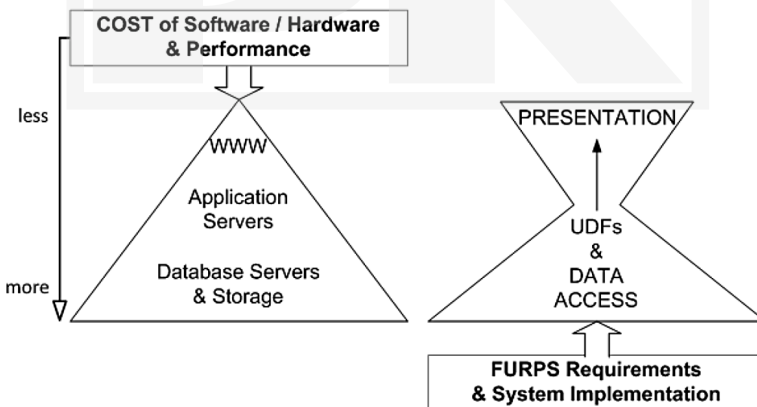 COST of Software / Hardware
& Performance
less
more
WWW
Application
Servers
Database Servers
& Storage
PRESENTATION
UDFs
&
DATA
ACCESS
FURPS Requirements
& System Implementation